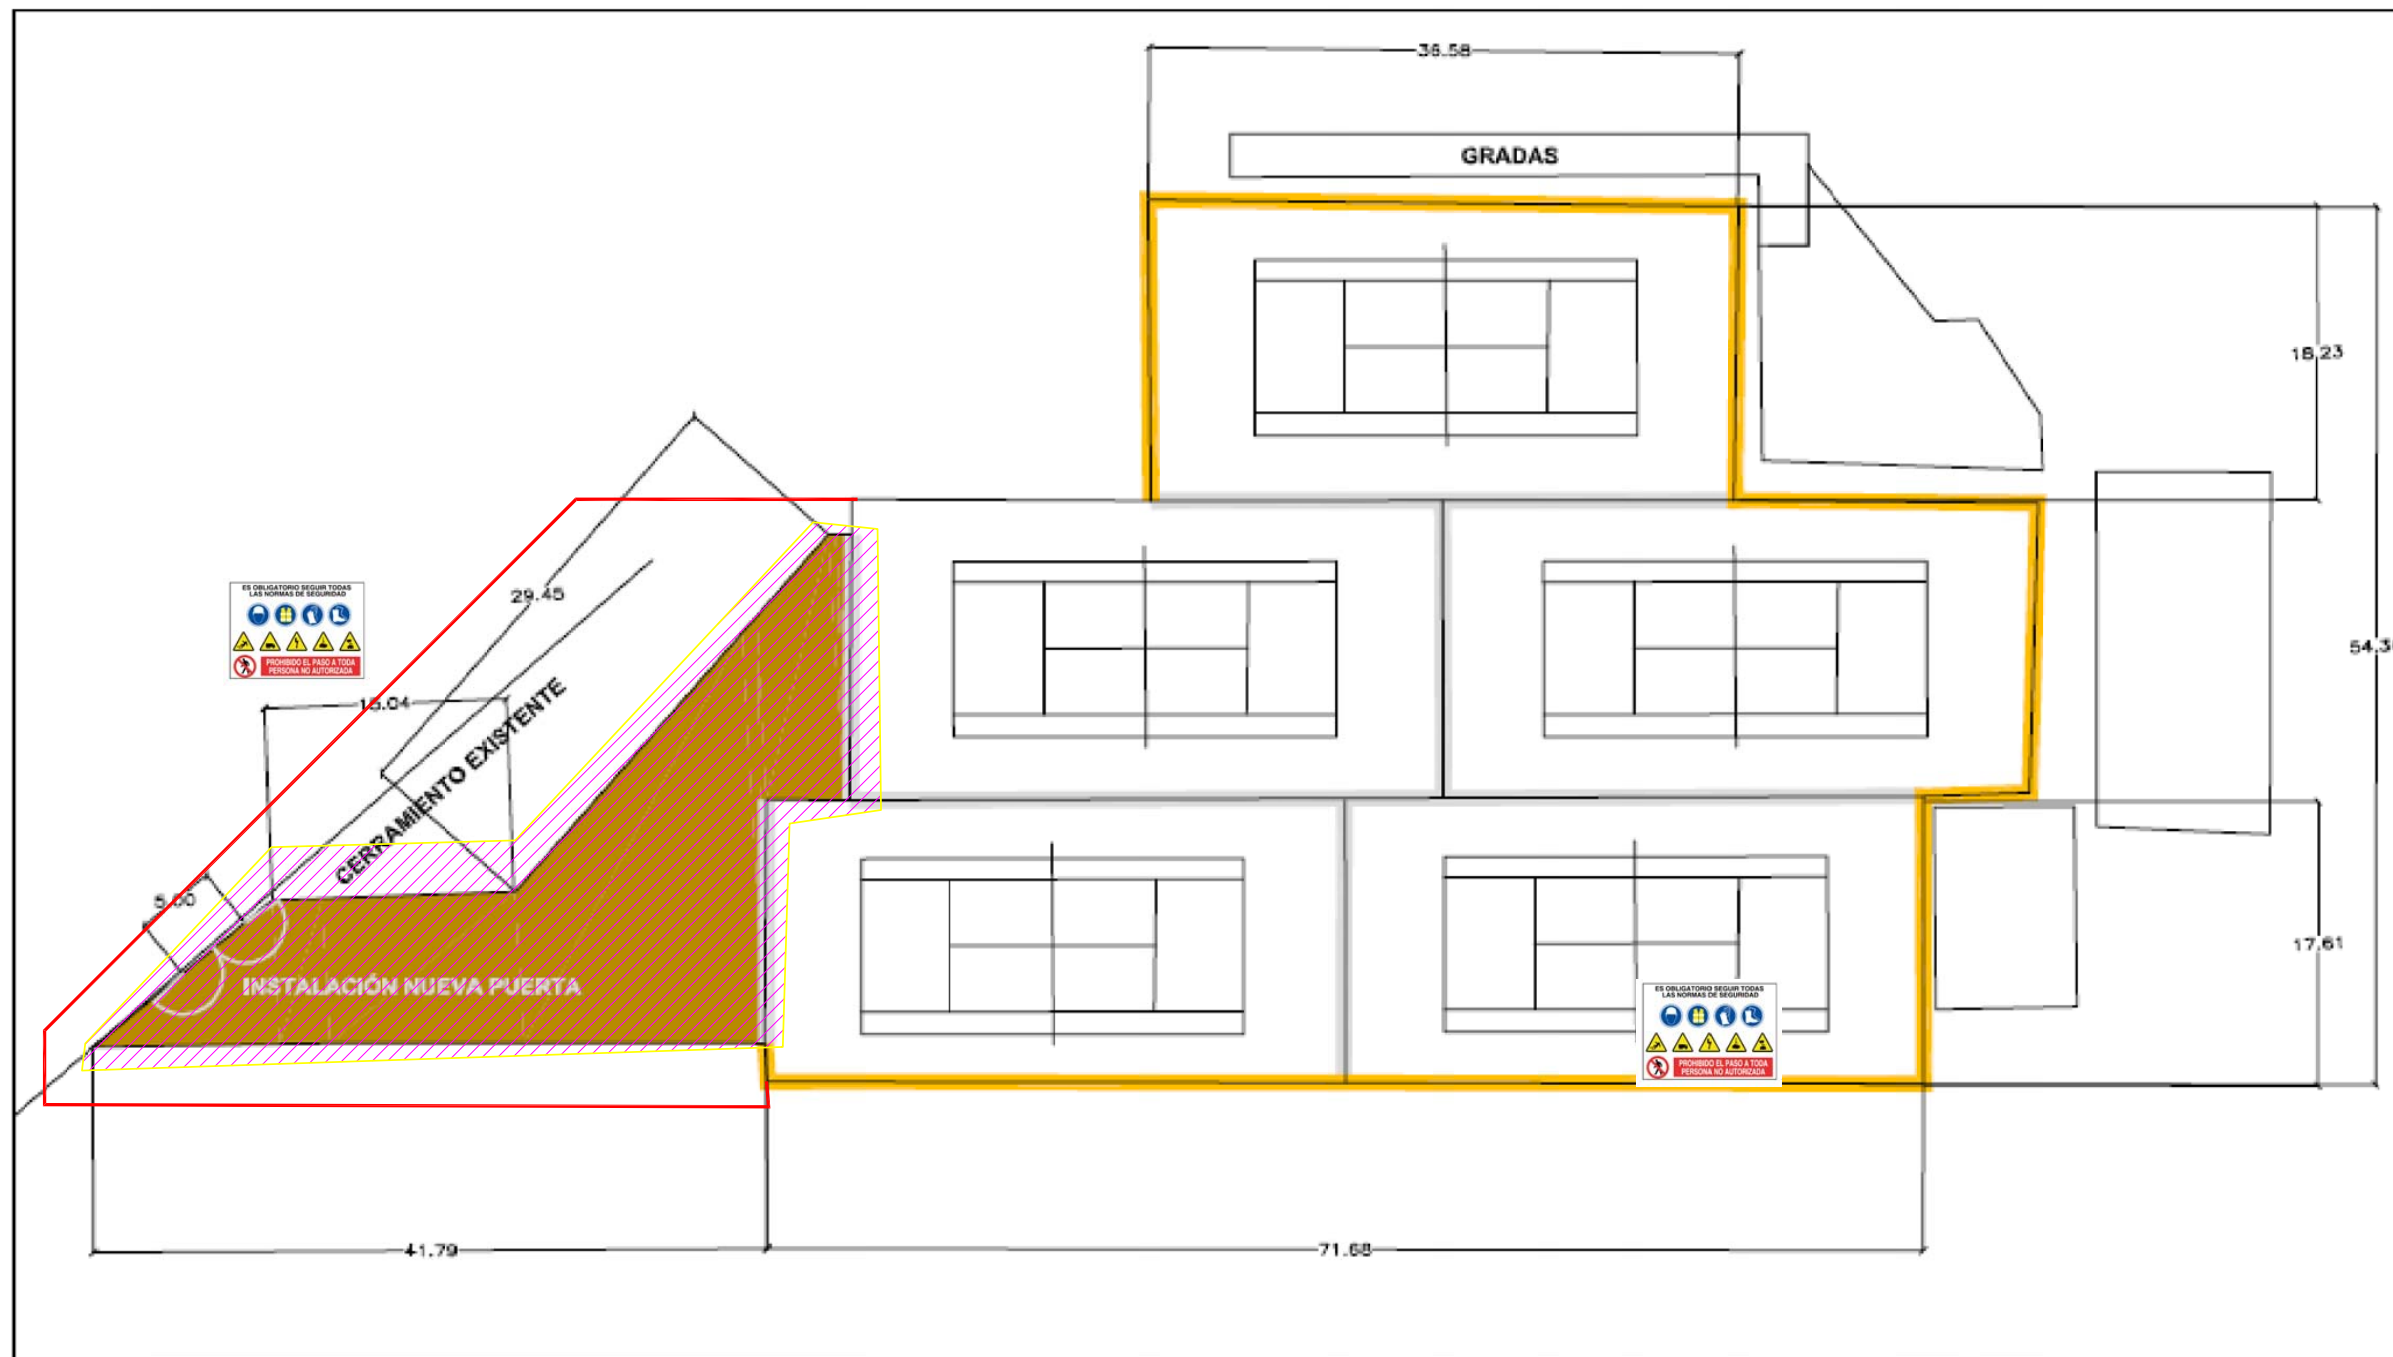 36.58
GRADAS
18.23
29.45
ES OBLIGATORIO SEGUIR TODAS
LAS NORMAS DE SEGURIDAD
PROHIBIDO EL PASO A TODA
PERSONA NO AUTORIZADA
54.3
15.04
CERRAMIENTO EXISTENTE
5.00
INSTALACIÓN NUEVA PUERTA
17.61
ES OBLIGATORIO SEGUIR TODAS
LAS NORMAS DE SEGURIDAD
PROHIBIDO EL PASO A TODA
PERSONA NO AUTORIZADA
41.79
71.68